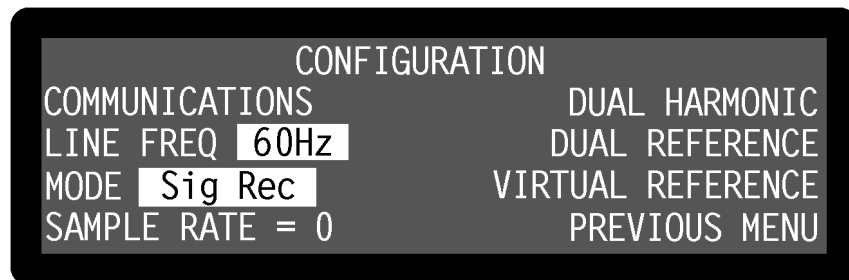 CONFIGURATION
COMMUNICATIONS DUAL HARMONIC
LINE FREQ 60Hz DUAL REFERENCE
MODE Sig Rec VIRTUAL REFERENCE
SAMPLE RATE = 0 PREVIOUS MENU